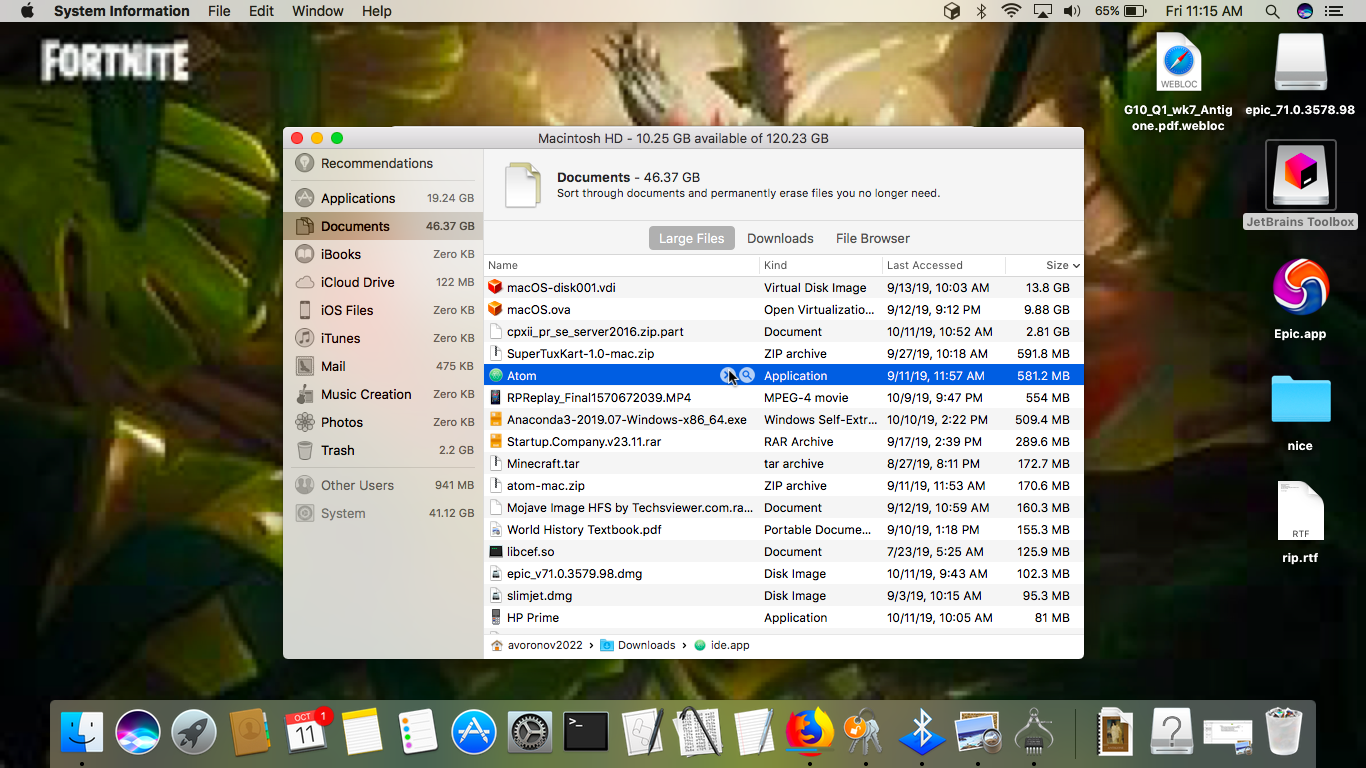 System Information File Edit Window Help 65% Fri 11:15 AM
FORTNITE
WEBLOC
G10_Q1_wk7_Antig
one.pdf.webloc
epic_71.0.3578.98
JetBrains Toolbox
Epic.app
nice
RTF
rip.rtf
Macintosh HD - 10.25 GB available of 120.23 GB
Recommendations
Applications 19.24 GB
Documents 46.37 GB
iBooks Zero KB
iCloud Drive 122 MB
iOS Files Zero KB
iTunes Zero KB
Mail 475 KB
Music Creation Zero KB
Photos Zero KB
Trash 2.2 GB
Other Users 941 MB
System 41.12 GB
Documents - 46.37 GB
Sort through documents and permanently erase files you no longer need.
Large Files Downloads File Browser
Name Kind Last Accessed Size
macOS-disk001.vdi Virtual Disk Image 9/13/19, 10:03 AM 13.8 GB
macOS.ova Open Virtualizatio... 9/12/19, 9:12 PM 9.88 GB
cpxii_pr_se_server2016.zip.part Document 10/11/19, 10:52 AM 2.81 GB
SuperTuxKart-1.0-mac.zip ZIP archive 9/27/19, 10:18 AM 591.8 MB
Atom Application 9/11/19, 11:57 AM 581.2 MB
RPReplay_Final1570672039.MP4 MPEG-4 movie 10/9/19, 9:47 PM 554 MB
Anaconda3-2019.07-Windows-x86_64.exe Windows Self-Extr... 10/10/19, 2:22 PM 509.4 MB
Startup.Company.v23.11.rar RAR Archive 9/17/19, 2:39 PM 289.6 MB
Minecraft.tar tar archive 8/27/19, 8:11 PM 172.7 MB
atom-mac.zip ZIP archive 9/11/19, 11:53 AM 170.6 MB
Mojave Image HFS by Techsviewer.com.ra... Document 9/12/19, 10:59 AM 160.3 MB
World History Textbook.pdf Portable Docume... 9/10/19, 1:18 PM 155.3 MB
libcef.so Document 7/23/19, 5:25 AM 125.9 MB
epic_v71.0.3579.98.dmg Disk Image 10/11/19, 9:43 AM 102.3 MB
slimjet.dmg Disk Image 9/3/19, 10:15 AM 95.3 MB
HP Prime Application 10/11/19, 10:05 AM 81 MB
avoronov2022 › Downloads › ide.app
OCT 1
11